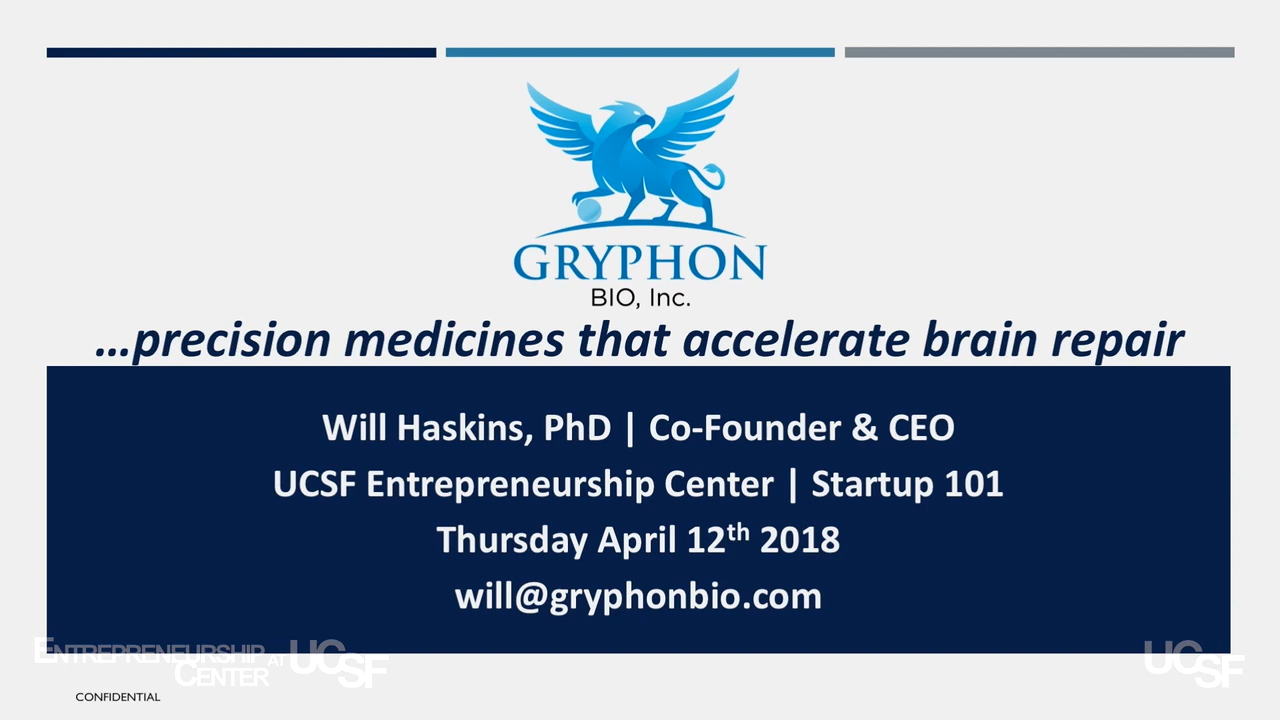 GRYPHON
BIO, Inc.
...precision medicines that accelerate brain repair
Will Haskins, PhD | Co-Founder & CEO
UCSF Entrepreneurship Center | Startup 101
Thursday April 12th 2018
will@gryphonbio.com
ENTREPRENEURSHIP AT UCSF
CENTER
UCSF
CONFIDENTIAL